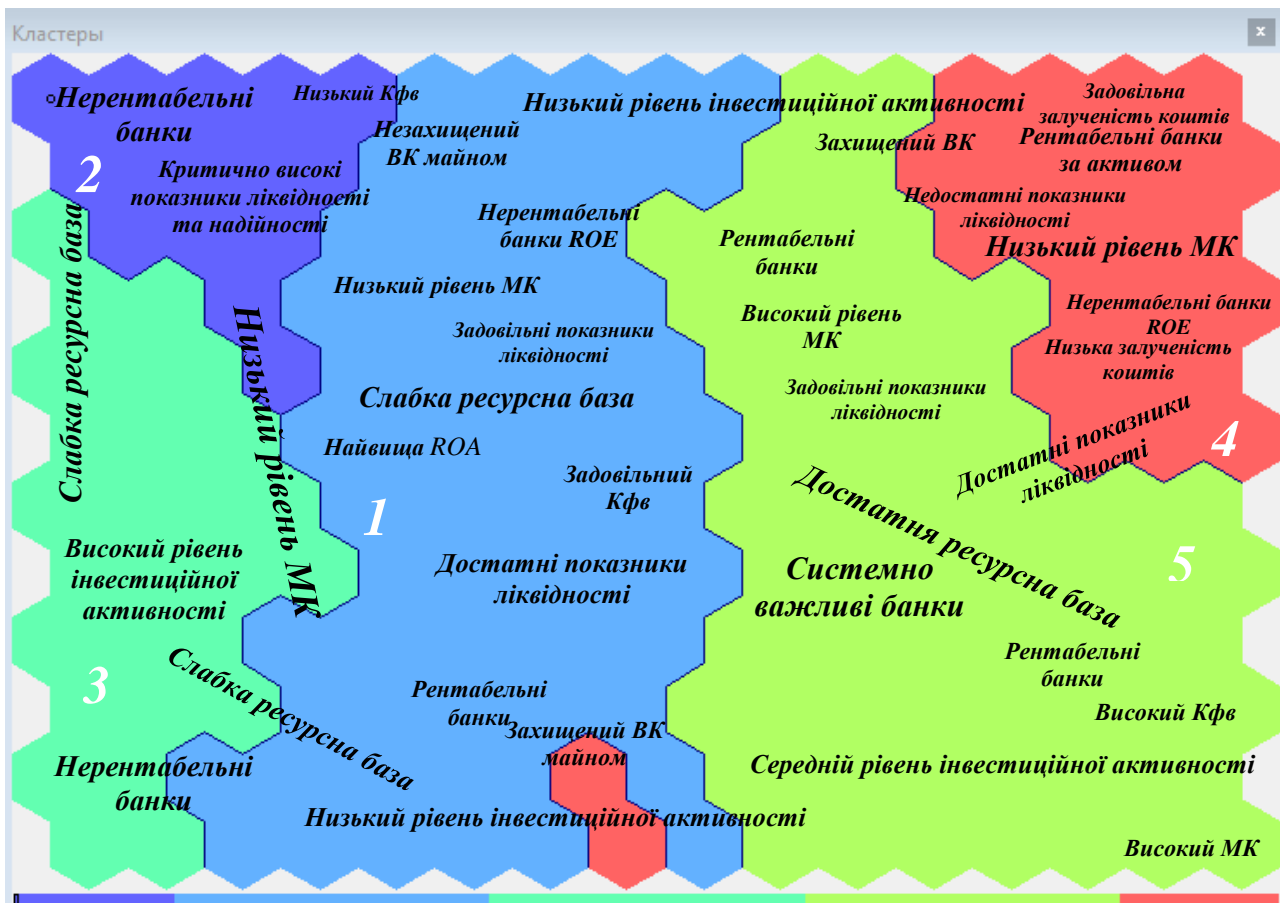 Кластеры
x
Нерентабельні
банки
Низький Кфв
Незахищений
ВК майном
Низький рівень інвестиційної активності
Задовільна
залученість коштів
Рентабельні банки
за активом
Захищений ВК
2
Критично високі
показники ліквідності
та надійності
Недостатні показники
ліквідності
Низький рівень МК
Слабка ресурсна база
Нерентабельні
банки ROE
Рентабельні
банки
Низький рівень МК
Низький рівень МК
Високий рівень
МК
Нерентабельні банки
ROE
Низька залученість
коштів
Задовільні показники
ліквідності
Слабка ресурсна база
Задовільні показники
ліквідності
Достатні показники
ліквідності
4
Найвища ROA
Задовільний
Кфв
1
Достатня ресурсна база
Високий рівень
інвестиційної
активності
Достатні показники
ліквідності
Системно
важливі банки
5
3
Слабка ресурсна база
Рентабельні
банки
Рентабельні
банки
Захищений ВК
майном
Високий Кфв
Нерентабельні
банки
Середній рівень інвестиційної активності
Низький рівень інвестиційної активності
Високий МК